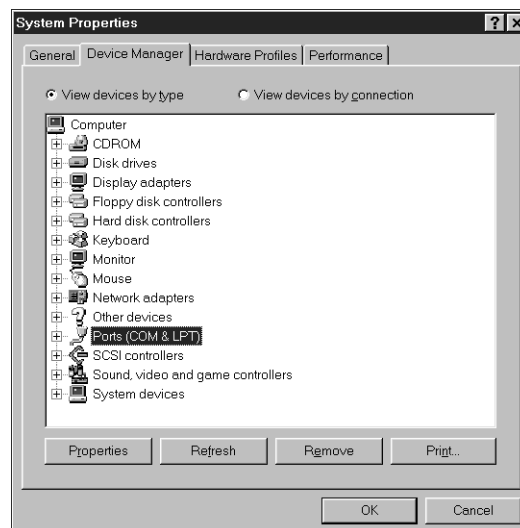 System Properties
General Device Manager Hardware Profiles Performance
View devices by type View devices by connection
Computer
CDROM
Disk drives
Display adapters
Floppy disk controllers
Hard disk controllers
Keyboard
Monitor
Mouse
Network adapters
Other devices
Ports (COM & LPT)
SCSI controllers
Sound, video and game controllers
System devices
Properties Refresh Remove Print...
OK Cancel